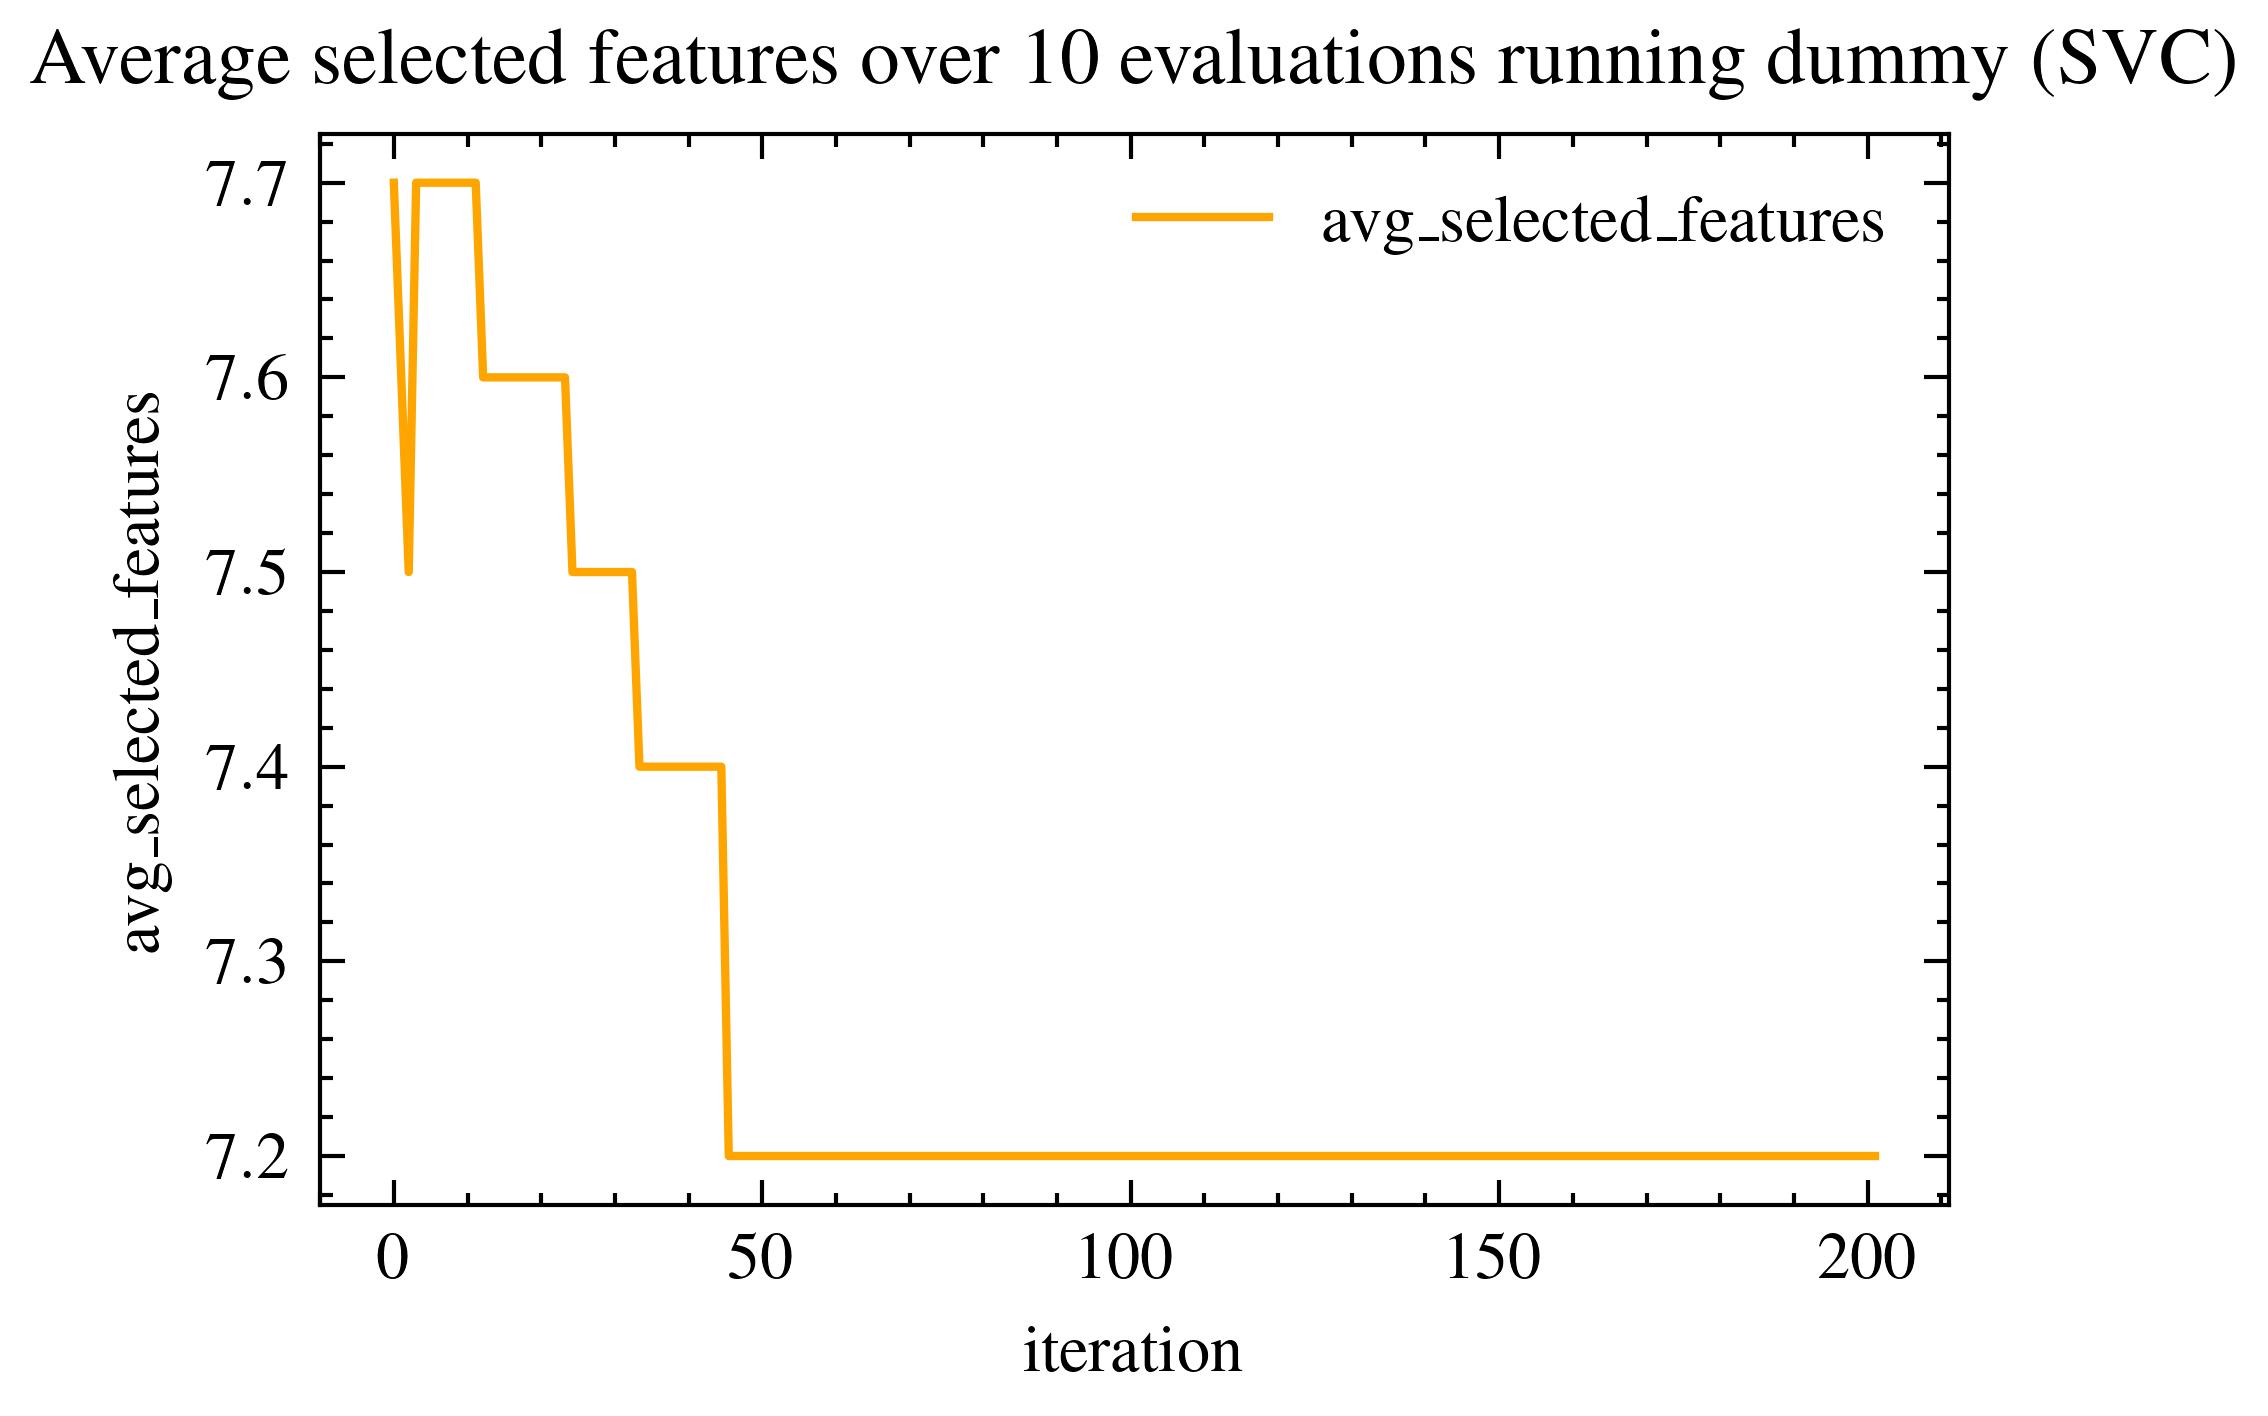 Average selected features over 10 evaluations running dummy (SVC)
avg_selected_features
7.7
7.6
7.5
7.4
7.3
7.2
avg_selected_features
0 50 100 150 200
iteration